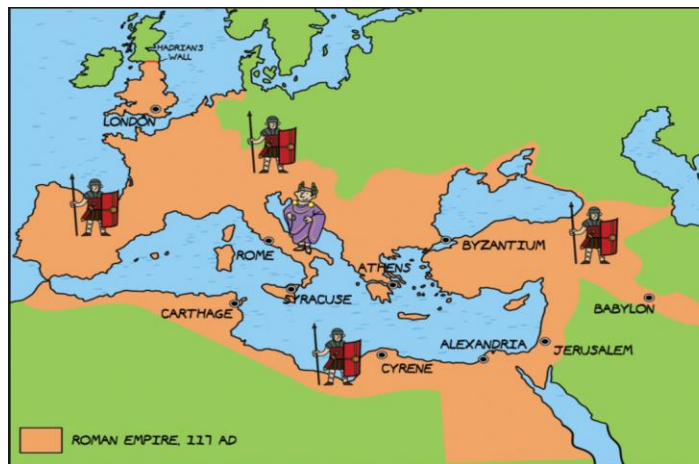 HADRIAN'S
WALL
LONDON
ROME
BYZANTIUM
ATHENS
SYRACUSE
CARTHAGE
BABYLON
ALEXANDRIA
JERUSALEM
CYRENE
ROMAN EMPIRE, 117 AD